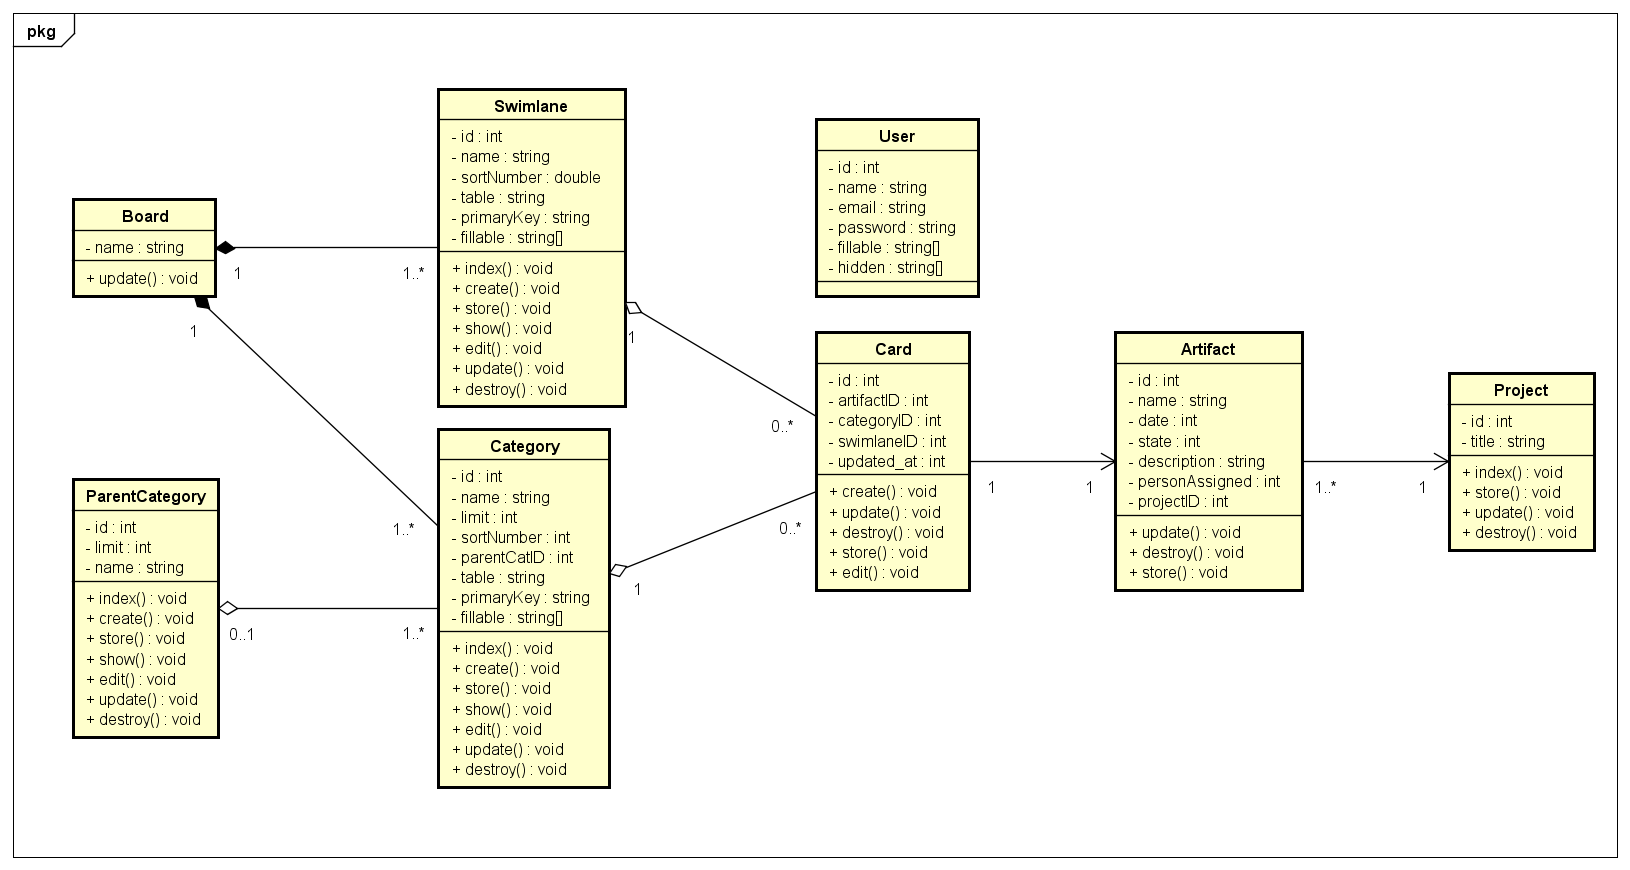 pkg
Board
- name : string
+ update() : void
1
1..*
1
1..*
Swimlane
- id : int
- name : string
- sortNumber : double
- table : string
- primaryKey : string
- fillable : string[]
+ index() : void
+ create() : void
+ store() : void
+ show() : void
+ edit() : void
+ update() : void
+ destroy() : void
1
0..*
ParentCategory
- id : int
- limit : int
- name : string
+ index() : void
+ create() : void
+ store() : void
+ show() : void
+ edit() : void
+ update() : void
+ destroy() : void
0..1
1..*
Category
- id : int
- name : string
- limit : int
- sortNumber : int
- parentCatID : int
- table : string
- primaryKey : string
- fillable : string[]
+ index() : void
+ create() : void
+ store() : void
+ show() : void
+ edit() : void
+ update() : void
+ destroy() : void
1
0..*
User
- id : int
- name : string
- email : string
- password : string
- fillable : string[]
- hidden : string[]
Card
- id : int
- artifactID : int
- categoryID : int
- swimlaneID : int
- updated_at : int
+ create() : void
+ update() : void
+ destroy() : void
+ store() : void
+ edit() : void
1
1
Artifact
- id : int
- name : string
- date : int
- state : int
- description : string
- personAssigned : int
- projectID : int
+ update() : void
+ destroy() : void
+ store() : void
1..*
1
Project
- id : int
- title : string
+ index() : void
+ store() : void
+ update() : void
+ destroy() : void